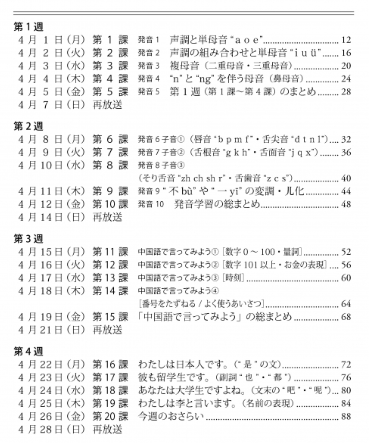 第1週
4月 1日(月) 第 1 課 発音1 声調と単母音“a o e”……………………12
4月 2日(火) 第 2 課 発音2 声調の組み合わせと単母音“i u ü”……16
4月 3日(水) 第 3 課 発音3 複母音(二重母音・三重母音)……………20
4月 4日(木) 第 4 課 発音4 “n”と“ng”を伴う母音(鼻母音)…………24
4月 5日(金) 第 5 課 発音5 第1週(第1課～第4課)のまとめ………28
4月 7日(日) 再放送
第2週
4月 8日(月) 第 6 課 発音6子音①(唇音“b p m f”・舌尖音“d t n l”)…32
4月 9日(火) 第 7 課 発音7子音②(舌根音“g k h”・舌面音“j q x”)……36
4月10日(水) 第 8 課 発音8子音③
(そり舌音“zh ch sh r”・舌歯音“z c s”)……………40
4月11日(木) 第 9 課 発音9“不 bù”や“一 yī”の変調・儿化……………44
4月12日(金) 第10課 発音10 発音学習の総まとめ……………………48
4月14日(日) 再放送
第3週
4月15日(月) 第11課 中国語で言ってみよう①[数字0～100・量詞]………52
4月16日(火) 第12課 中国語で言ってみよう②[数字101以上・お金の表現]…56
4月17日(水) 第13課 中国語で言ってみよう③[時刻]……………………60
4月18日(木) 第14課 中国語で言ってみよう④
[番号をたずねる / よく使うあいさつ]……………………64
4月19日(金) 第15課 「中国語で言ってみよう」の総まとめ……………68
4月21日(日) 再放送
第4週
4月22日(月) 第16課 わたしは日本人です。(“是”の文)………………72
4月23日(火) 第17課 彼も留学生です。(副詞“也”・“都”)……………76
4月24日(水) 第18課 あなたは大学生ですよね。(文末の“吧”・“呢”)…80
4月25日(木) 第19課 わたしは李と言います。(名前の表現)……………84
4月26日(金) 第20課 今週のおさらい……………………………………88
4月28日(日) 再放送